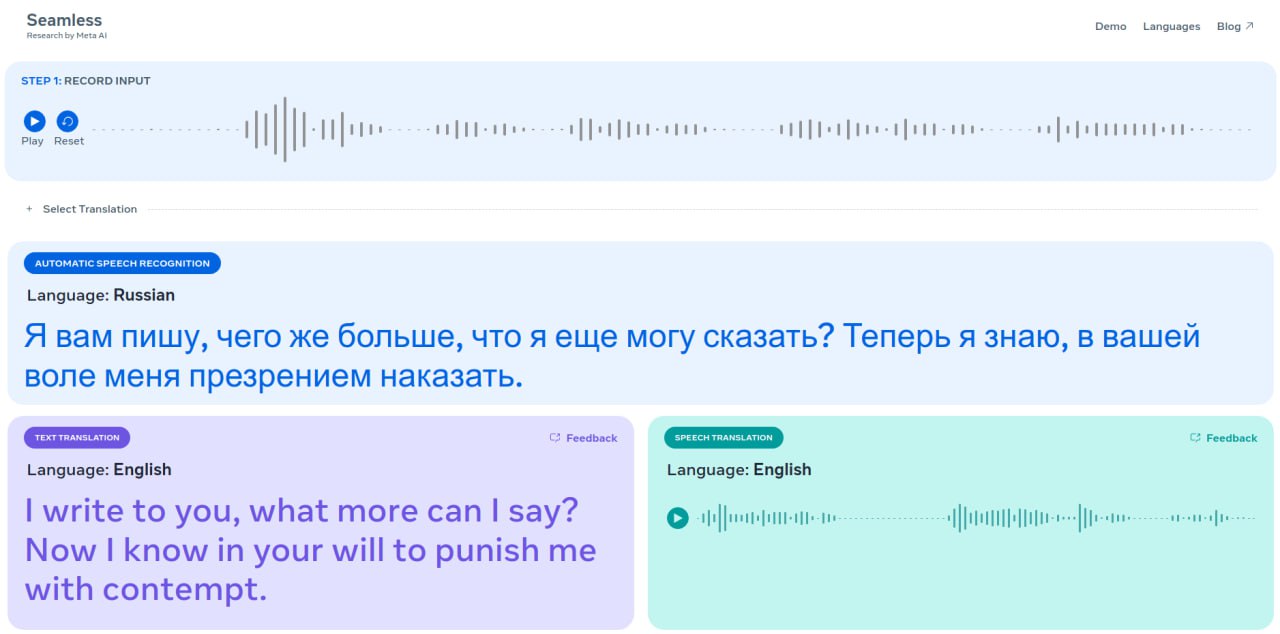 Seamless
Research by Meta AI
Demo Languages Blog
STEP 1: RECORD INPUT
Play Reset
+ Select Translation
AUTOMATIC SPEECH RECOGNITION
Language: Russian
Я вам пишу, чего же больше, что я еще могу сказать? Теперь я знаю, в вашей
воле меня презрением наказать.
TEXT TRANSLATION
Feedback
Language: English
I write to you, what more can I say?
Now I know in your will to punish me
with contempt.
SPEECH TRANSLATION
Feedback
Language: English